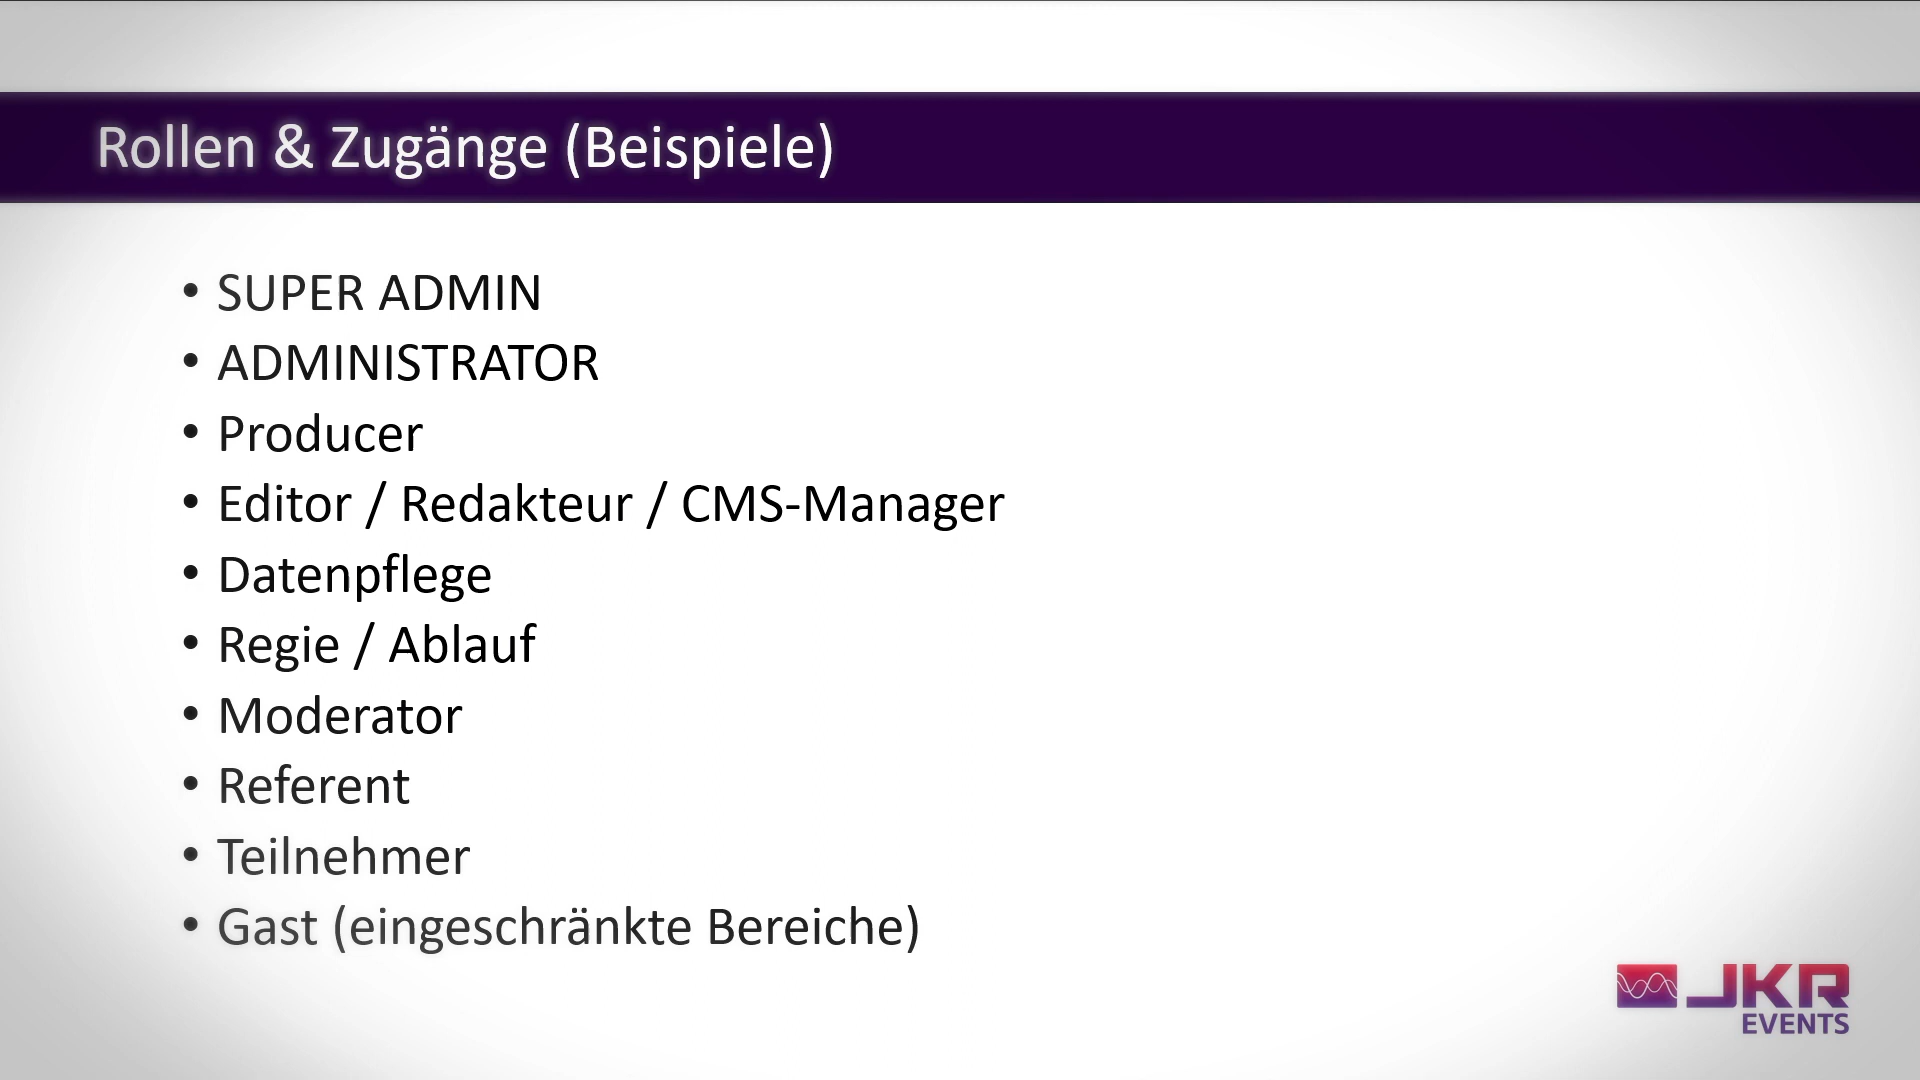 Rollen & Zugänge (Beispiele)
• SUPER ADMIN
• ADMINISTRATOR
• Producer
• Editor / Redakteur / CMS-Manager
• Datenpflege
• Regie / Ablauf
• Moderator
• Referent
• Teilnehmer
• Gast (eingeschränkte Bereiche)
JKR
EVENTS